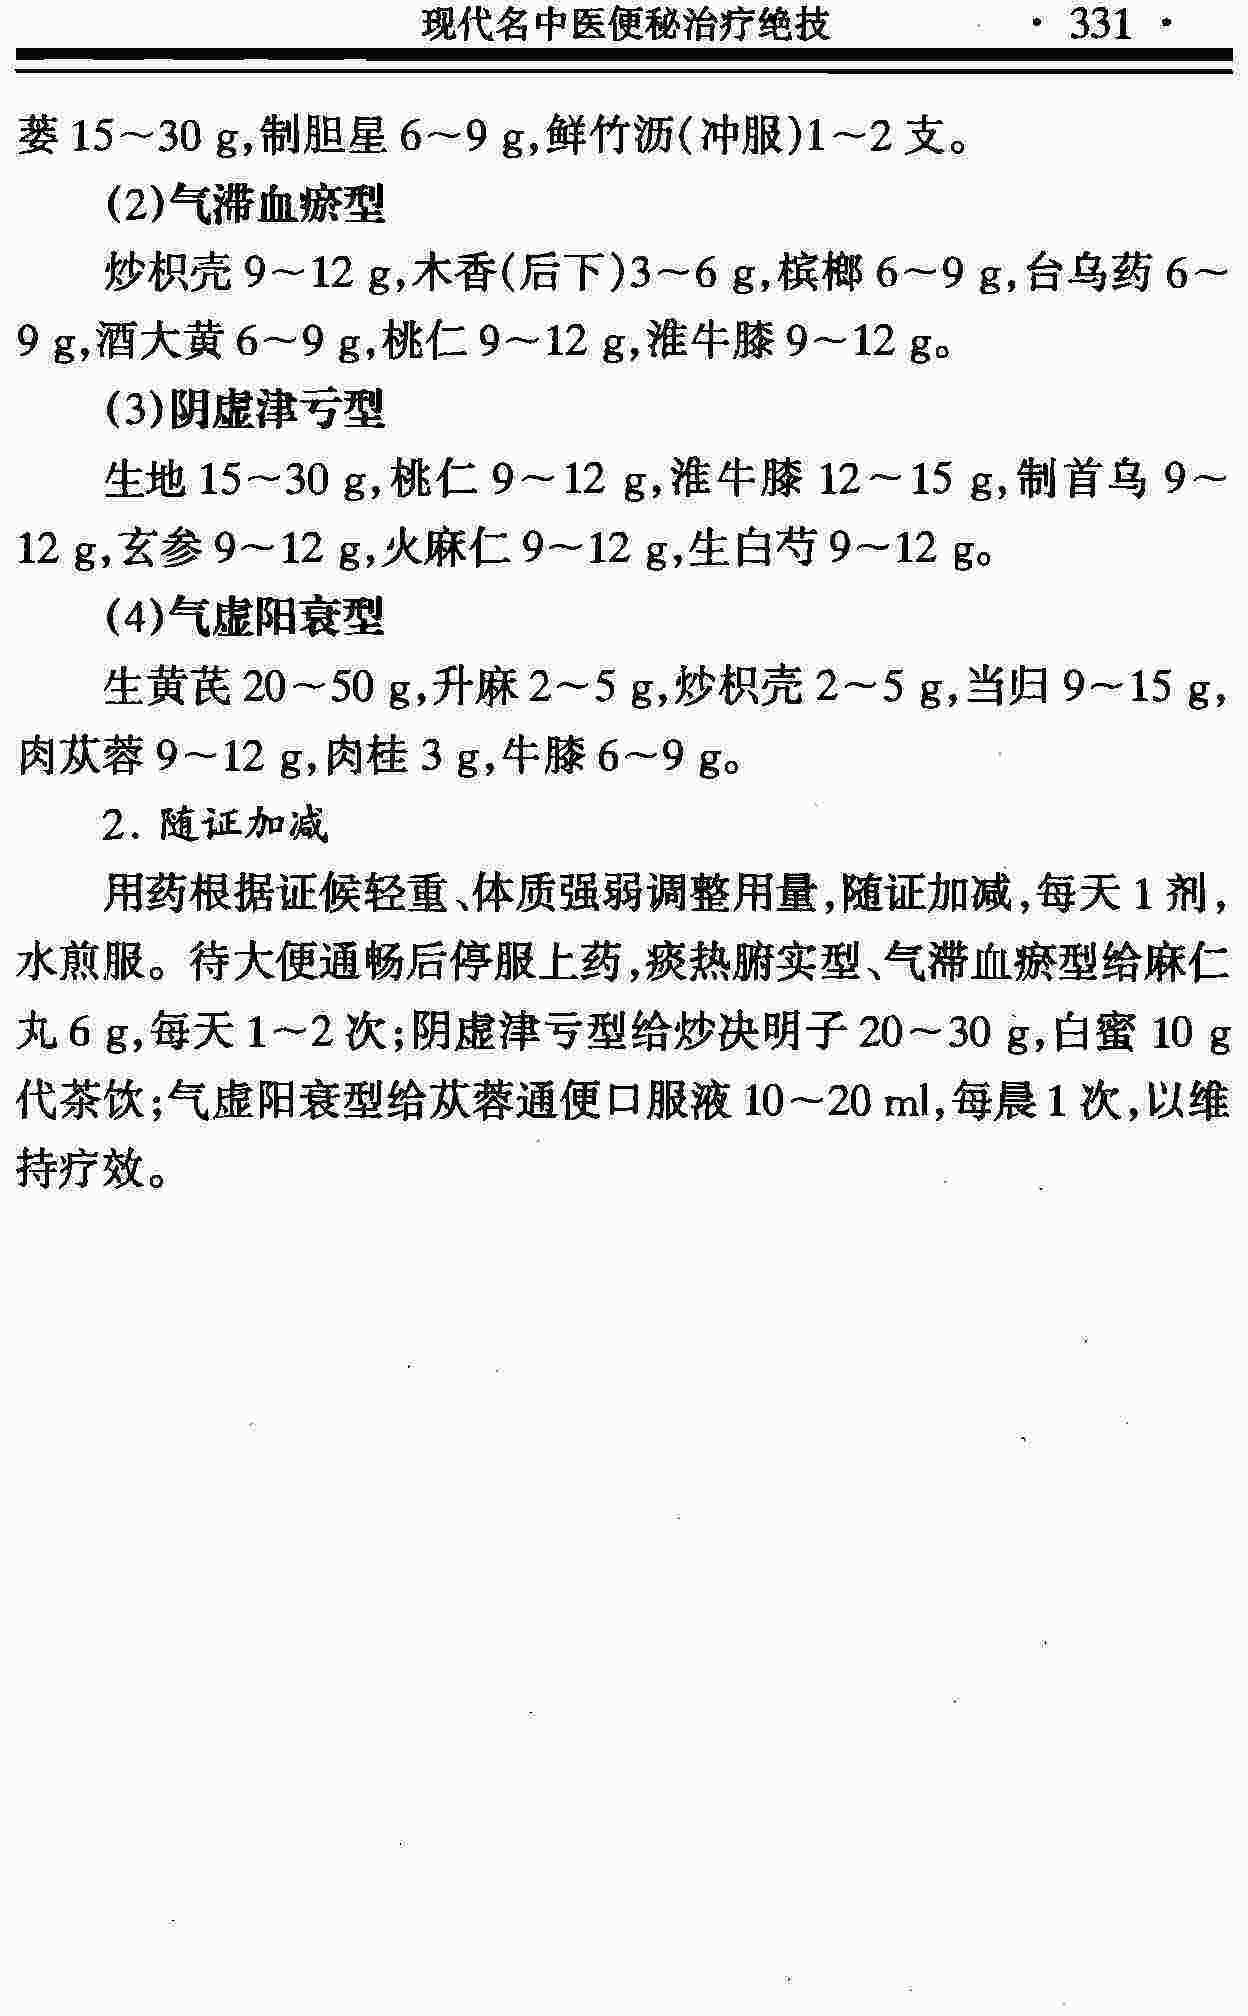 现代名中医便秘治疗绝技 · 331 ·
蒌 15～30 g,制胆星 6～9 g,鲜竹沥(冲服)1～2 支。
(2)气滞血瘀型
炒枳壳 9～12 g,木香(后下)3～6 g,槟榔 6～9 g,台乌药 6～
9 g,酒大黄 6～9 g,桃仁 9～12 g,淮牛膝 9～12 g。
(3)阴虚津亏型
生地 15～30 g,桃仁 9～12 g,淮牛膝 12～15 g,制首乌 9～
12 g,玄参 9～12 g,火麻仁 9～12 g,生白芍 9～12 g。
(4)气虚阳衰型
生黄芪 20～50 g,升麻 2～5 g,炒枳壳 2～5 g,当归 9～15 g,
肉苁蓉 9～12 g,肉桂 3 g,牛膝 6～9 g。
2. 随证加减
用药根据证候轻重、体质强弱调整用量,随证加减,每天 1 剂,
水煎服。待大便通畅后停服上药,痰热腑实型、气滞血瘀型给麻仁
丸 6 g,每天 1～2 次;阴虚津亏型给炒决明子 20～30 g,白蜜 10 g
代茶饮;气虚阳衰型给苁蓉通便口服液 10～20 ml,每晨 1 次,以维
持疗效。